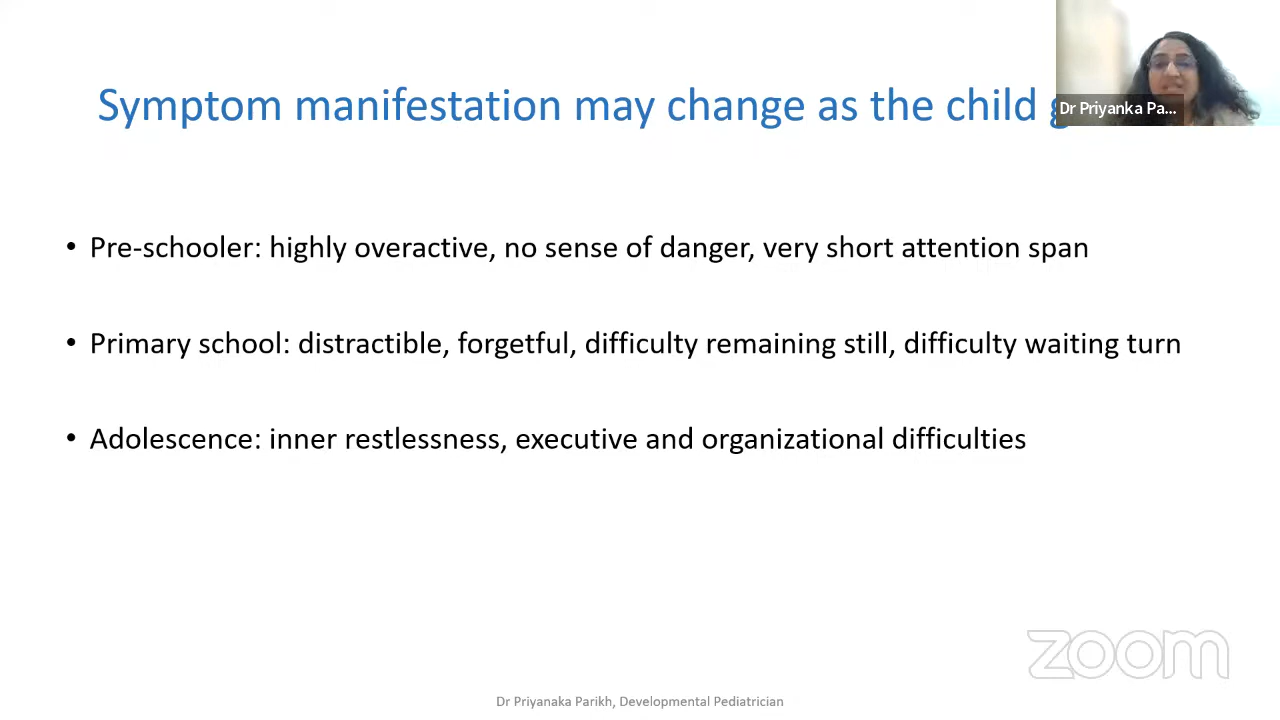 Symptom manifestation may change as the child g
Dr Priyanka Pa...
• Pre-schooler: highly overactive, no sense of danger, very short attention span
• Primary school: distractible, forgetful, difficulty remaining still, difficulty waiting turn
• Adolescence: inner restlessness, executive and organizational difficulties
zoom
Dr Priyanaka Parikh, Developmental Pediatrician